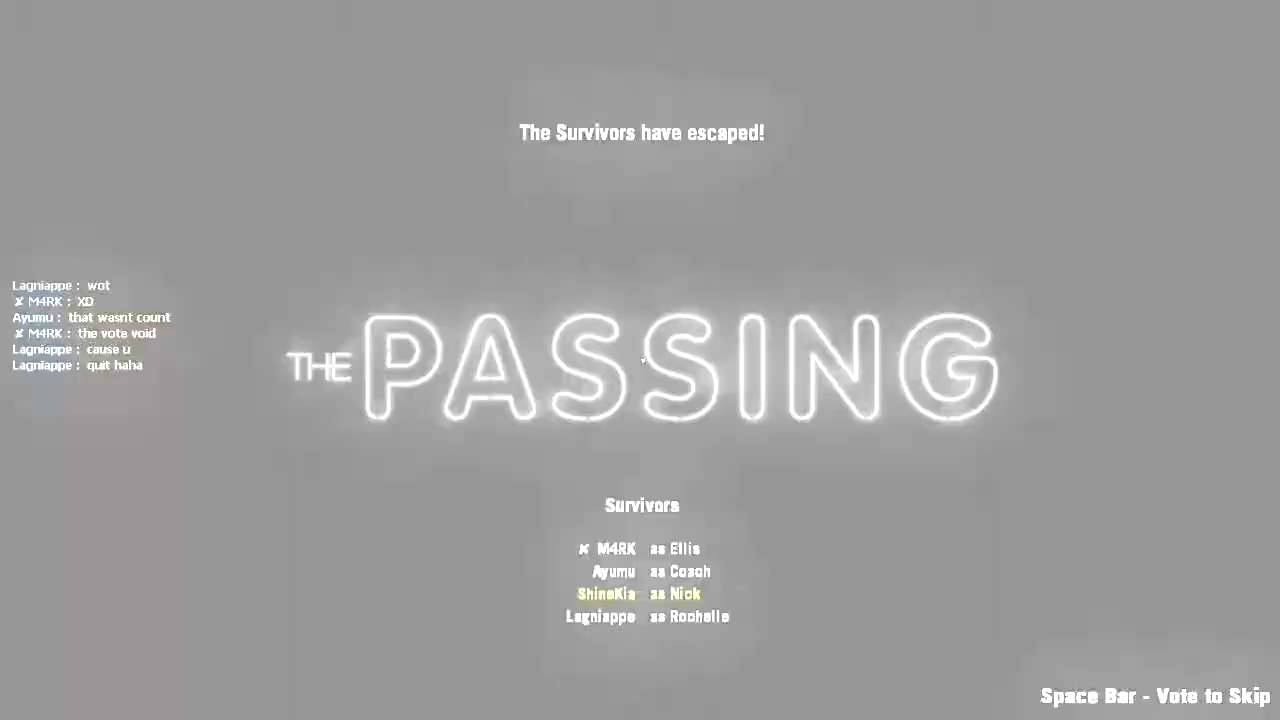 The Survivors have escaped!
Lagniappe : wot
✘ M4RK : XD
Ayumu : that wasnt count
✘ M4RK : the vote void
Lagniappe : cause u
Lagniappe : quit haha
THE PASSING
Survivors
✘ M4RK as Ellis
Ayumu as Coach
ShineKia as Nick
Lagniappe as Rochelle
Space Bar - Vote to Skip